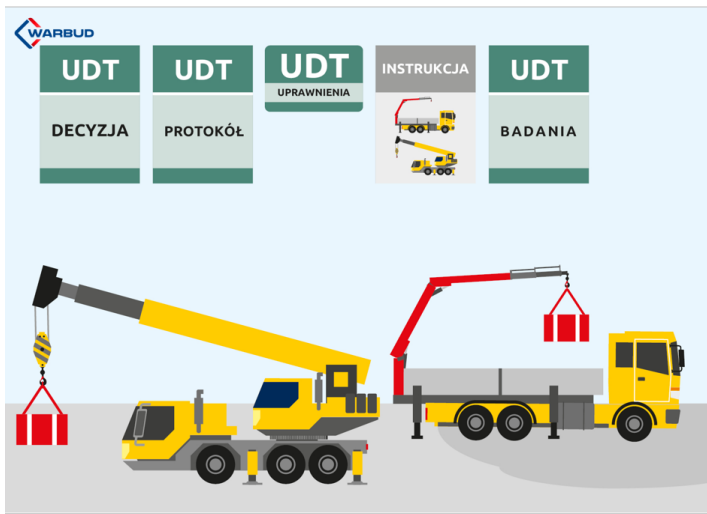 WARBUD
UDT
DECYZJA
UDT
PROTOKÓŁ
UDT
UPRAWNIENIA
INSTRUKCJA
UDT
BADANIA